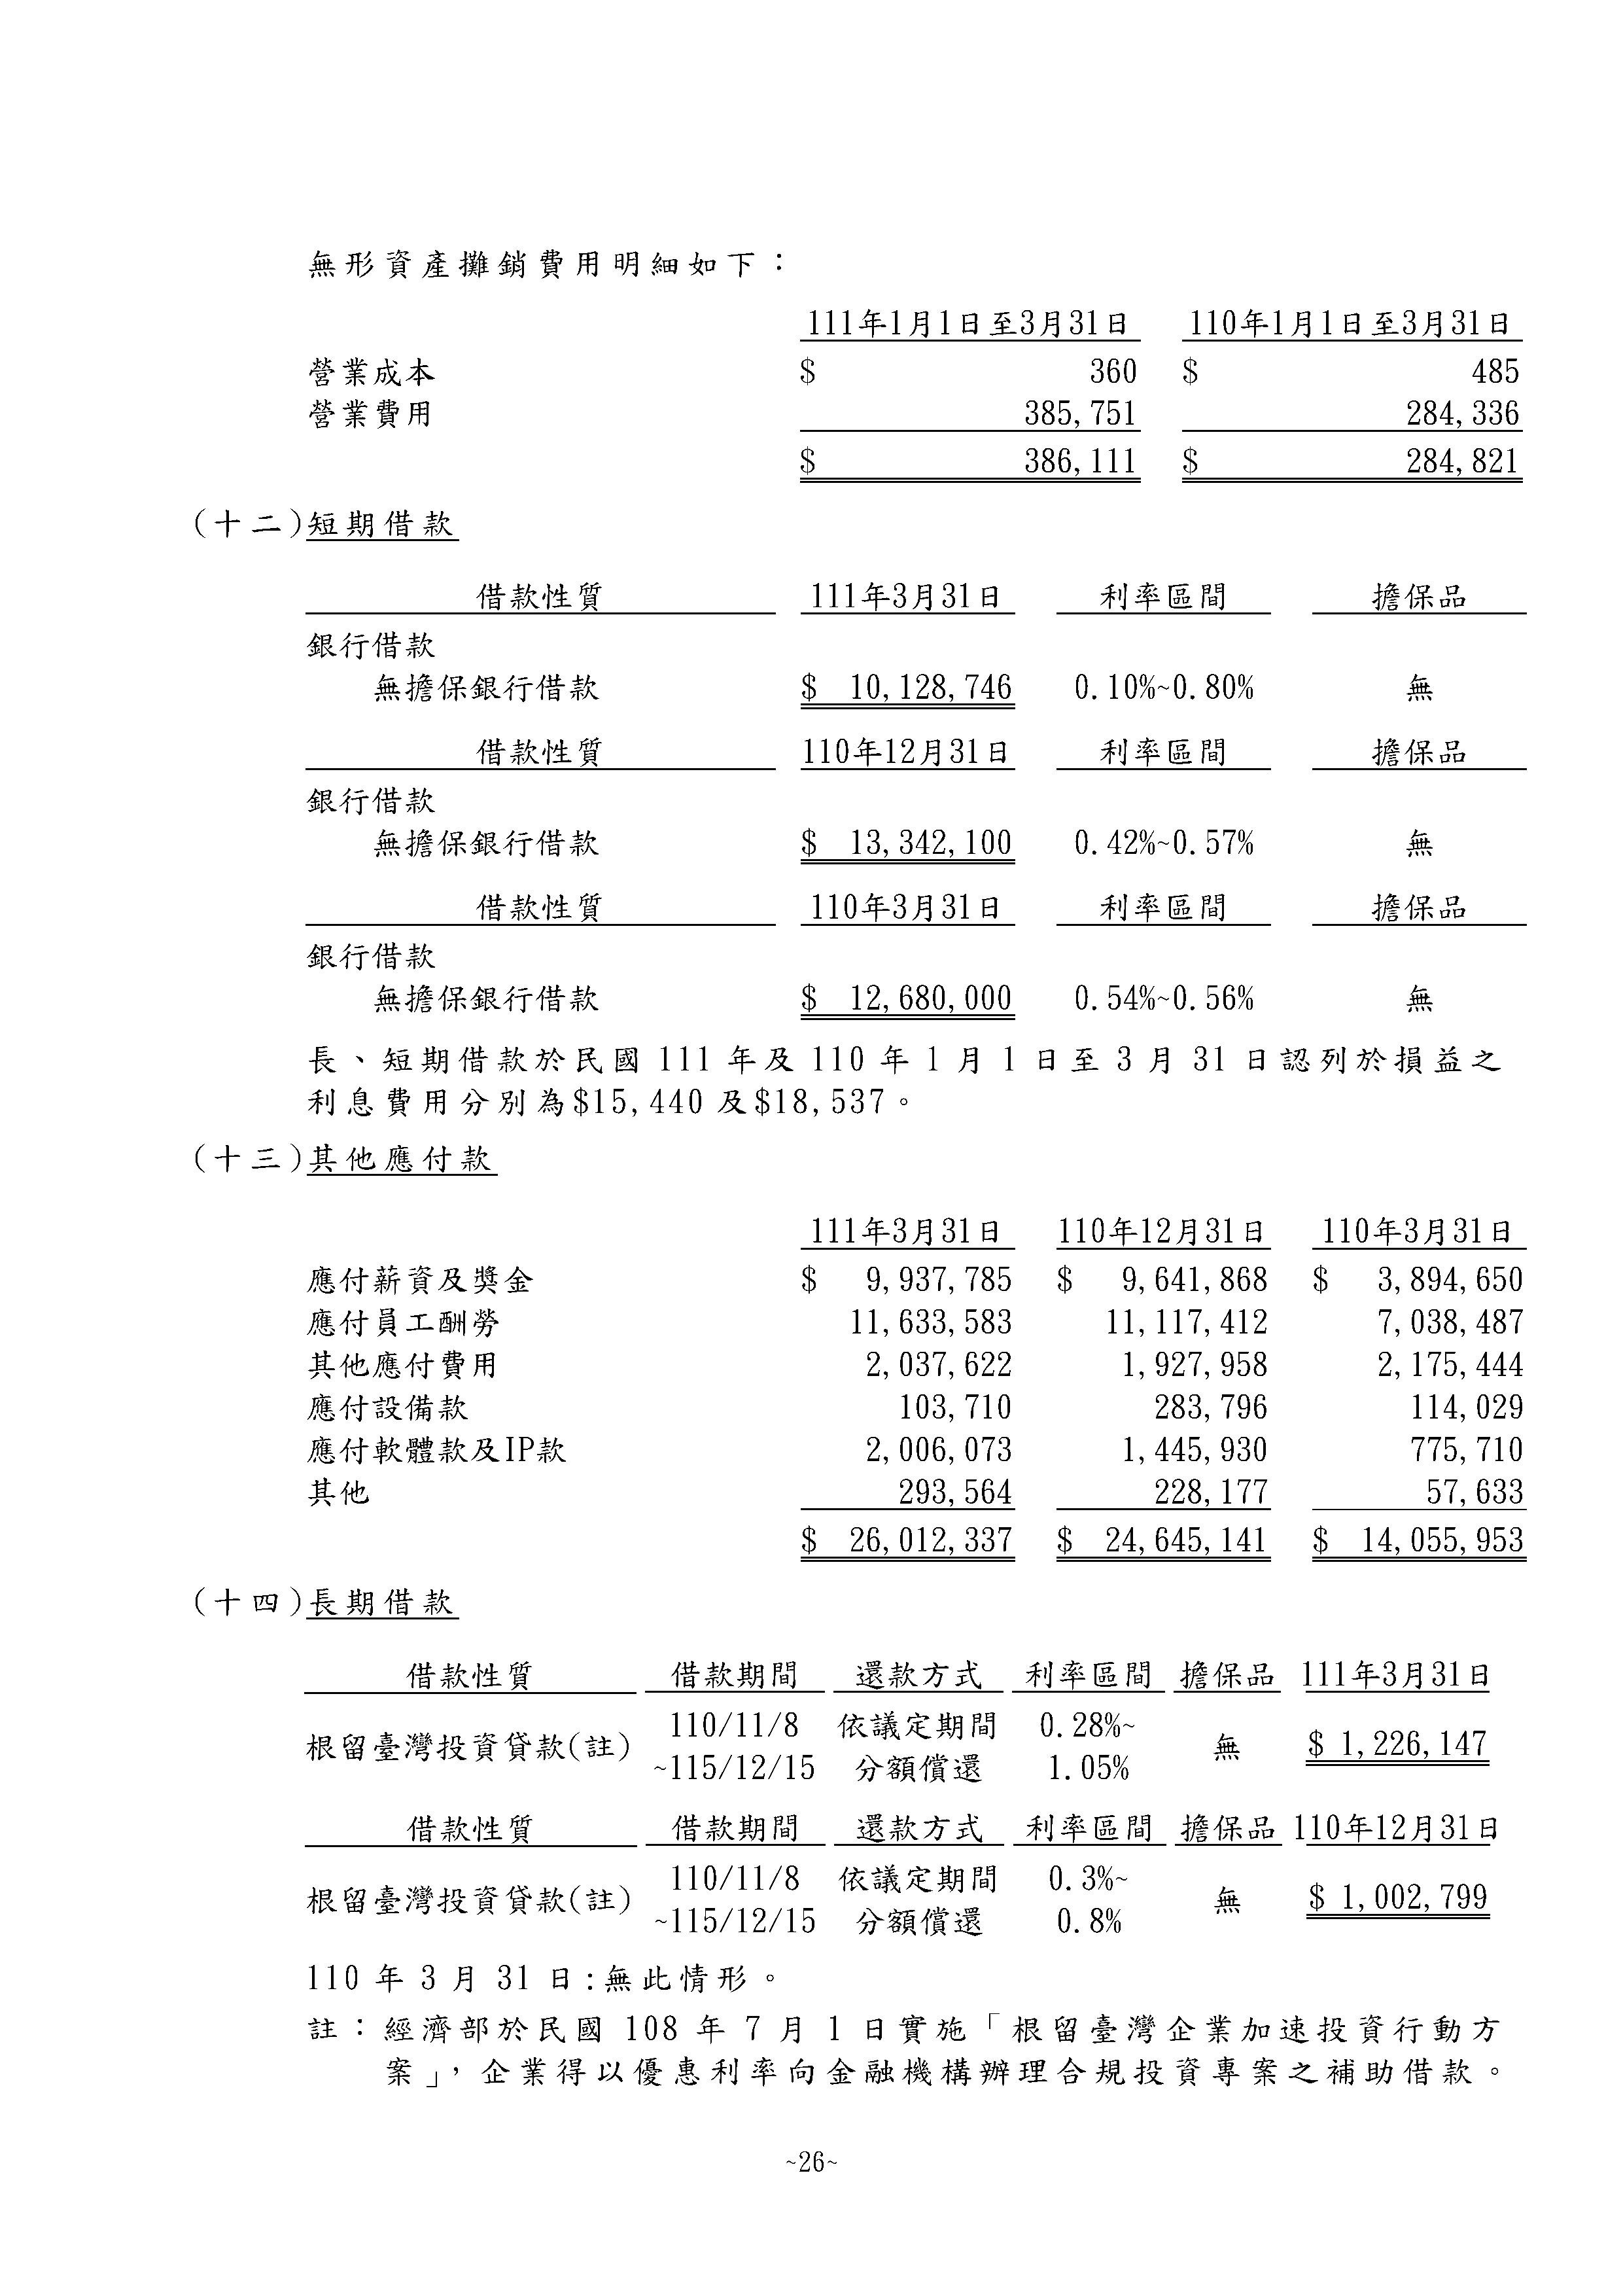 無形資產攤銷費用明細如下：
111年1月1日至3月31日 110年1月1日至3月31日
營業成本 $ 360 $ 485
營業費用 385,751 284,336
$ 386,111 $ 284,821
(十二)短期借款
借款性質 111年3月31日 利率區間 擔保品
銀行借款
無擔保銀行借款 $ 10,128,746 0.10%~0.80% 無
借款性質 110年12月31日 利率區間 擔保品
銀行借款
無擔保銀行借款 $ 13,342,100 0.42%~0.57% 無
借款性質 110年3月31日 利率區間 擔保品
銀行借款
無擔保銀行借款 $ 12,680,000 0.54%~0.56% 無
長、短期借款於民國 111 年及 110 年 1 月 1 日至 3 月 31 日認列於損益之
利息費用分別為$15,440 及$18,537。
(十三)其他應付款
111年3月31日 110年12月31日 110年3月31日
應付薪資及獎金 $ 9,937,785 $ 9,641,868 $ 3,894,650
應付員工酬勞 11,633,583 11,117,412 7,038,487
其他應付費用 2,037,622 1,927,958 2,175,444
應付設備款 103,710 283,796 114,029
應付軟體款及IP款 2,006,073 1,445,930 775,710
其他 293,564 228,177 57,633
$ 26,012,337 $ 24,645,141 $ 14,055,953
(十四)長期借款
借款性質 借款期間 還款方式 利率區間 擔保品 111年3月31日
110/11/8 依議定期間 0.28%~
根留臺灣投資貸款(註) 無 $ 1,226,147
~115/12/15 分額償還 1.05%
借款性質 借款期間 還款方式 利率區間 擔保品 110年12月31日
110/11/8 依議定期間 0.3%~
根留臺灣投資貸款(註) 無 $ 1,002,799
~115/12/15 分額償還 0.8%
110 年 3 月 31 日:無此情形。
註：經濟部於民國 108 年 7 月 1 日實施「根留臺灣企業加速投資行動方
案」，企業得以優惠利率向金融機構辦理合規投資專案之補助借款。
~26~